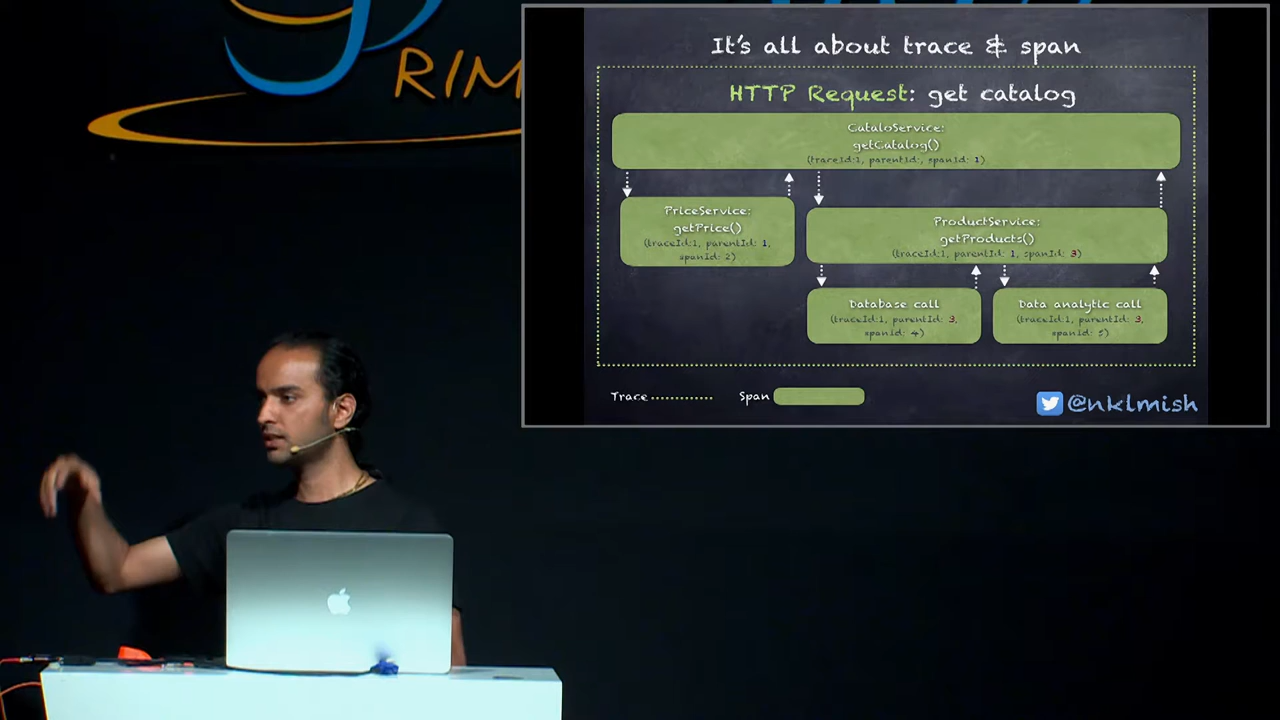 RIM
It's all about trace & span
HTTP Request: get catalog
CataloService:
getCatalog()
(traceId:1, parentId:, spanId: 1)
PriceService:
getPrice()
(traceId:1, parentId: 1,
spanId: 2)
ProductService:
getProducts()
(traceId:1, parentId: 1, spanId: 3)
Database call
(traceId:1, parentId: 3,
spanId: 4)
Data analytic call
(traceId:1, parentId: 3,
spanId: 5)
Trace
Span
@nklmish